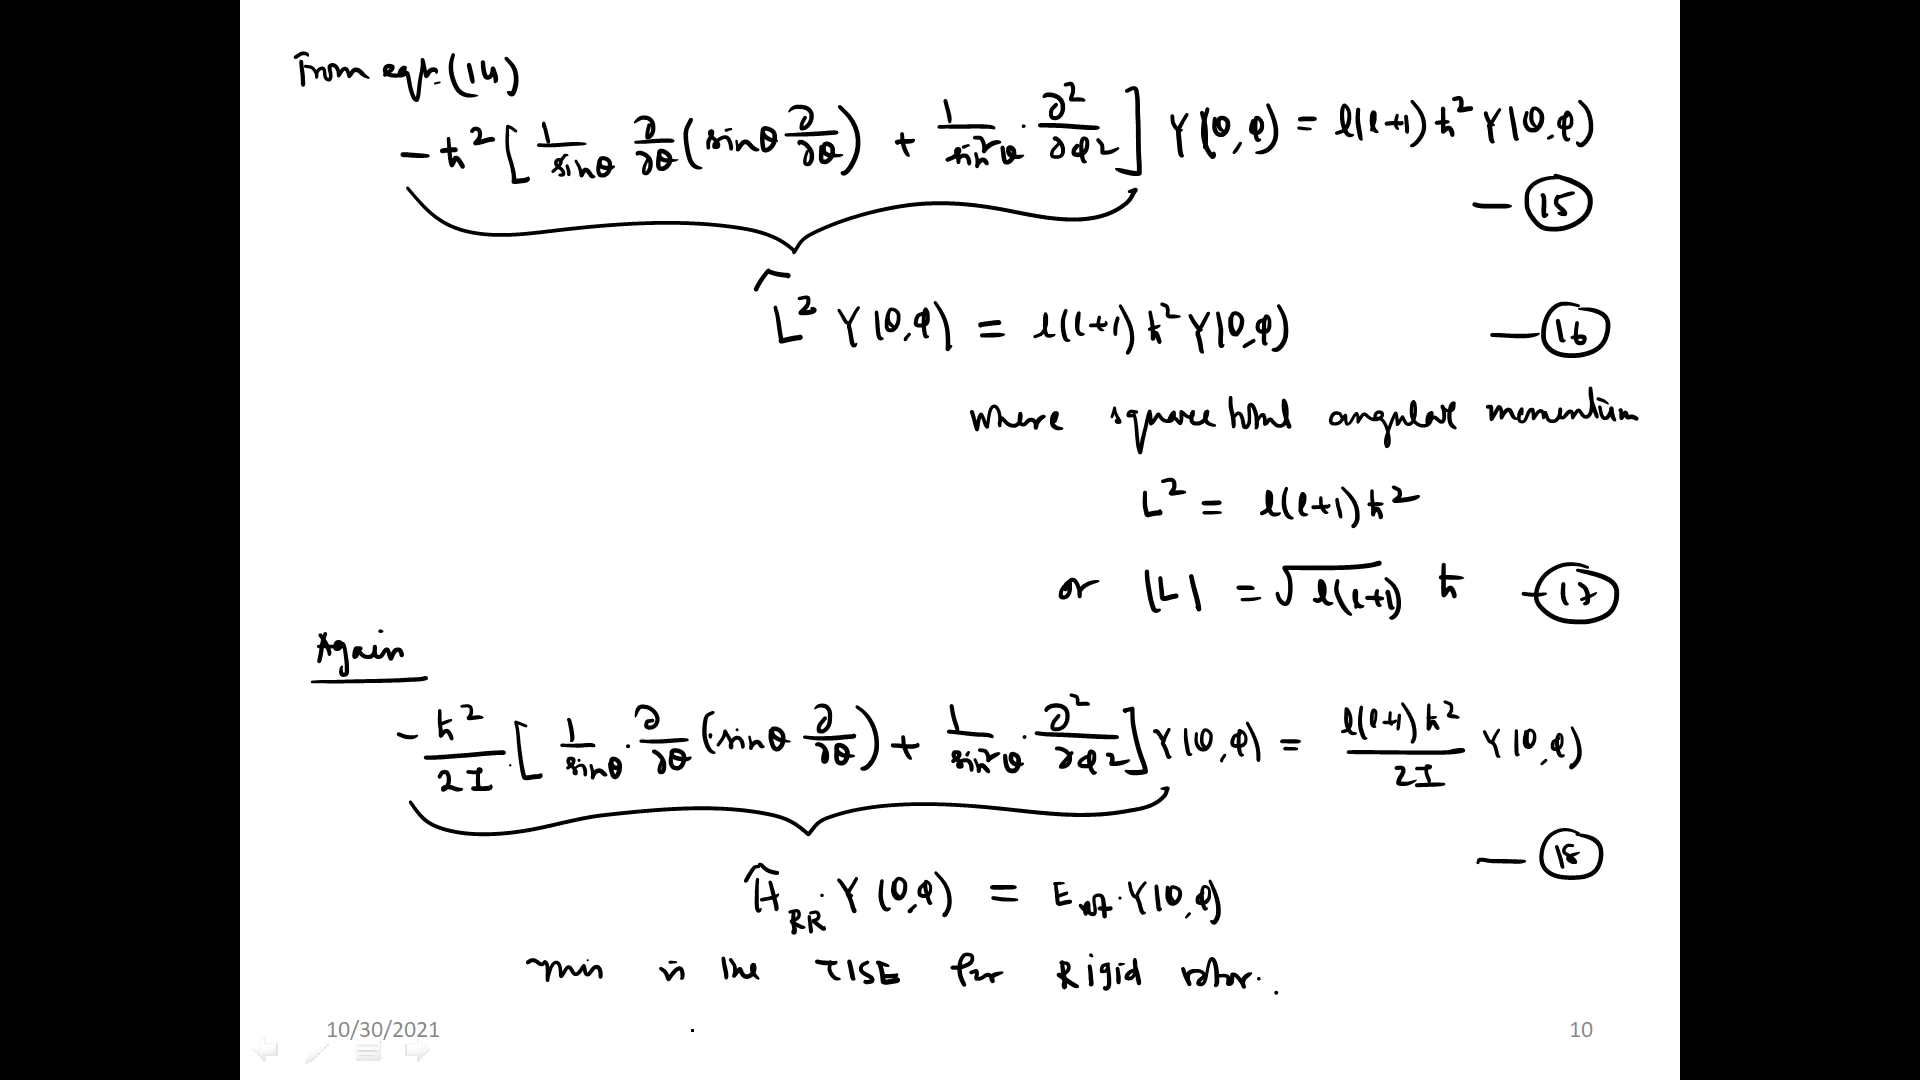 From eqn. (14)
-ħ² [ 1/sinθ ∂/∂θ (sinθ ∂/∂θ) + 1/sin²θ · ∂²/∂φ² ] Y(θ,φ) = l(l+1) ħ² Y(θ,φ)
— (15)
L̂² Y(θ,φ) = l(l+1) ħ² Y(θ,φ) — (16)
where square total angular momentum
L² = l(l+1) ħ²
or |L| = √l(l+1) ħ — (17)
Again
-ħ²/2I · [ 1/sinθ · ∂/∂θ (sinθ ∂/∂θ) + 1/sin²θ · ∂²/∂φ² ] Y(θ,φ) = l(l+1) ħ²/2I Y(θ,φ)
— (18)
Ĥ_RR · Y(θ,φ) = E_rot · Y(θ,φ)
This is the TISE for Rigid rotor.
10/30/2021 10